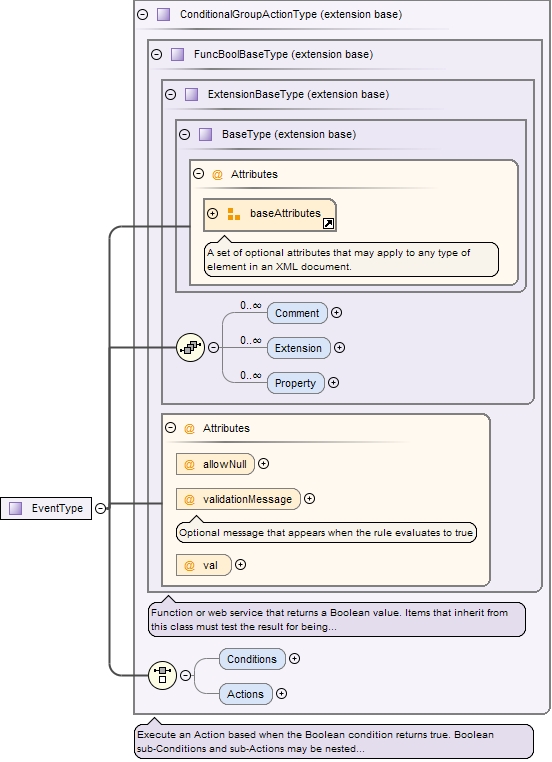 ConditionalGroupActionType (extension base)
FuncBoolBaseType (extension base)
ExtensionBaseType (extension base)
BaseType (extension base)
@ Attributes
baseAttributes
A set of optional attributes that may apply to any type of
element in an XML document.
0..∞
Comment
0..∞
Extension
0..∞
Property
@ Attributes
@ allowNull
@ validationMessage
EventType
Optional message that appears when the rule evaluates to true
@ val
Function or web service that returns a Boolean value. Items that inherit from
this class must test the result for being...
Conditions
Actions
Execute an Action based when the Boolean condition returns true. Boolean
sub-Conditions and sub-Actions may be nested...